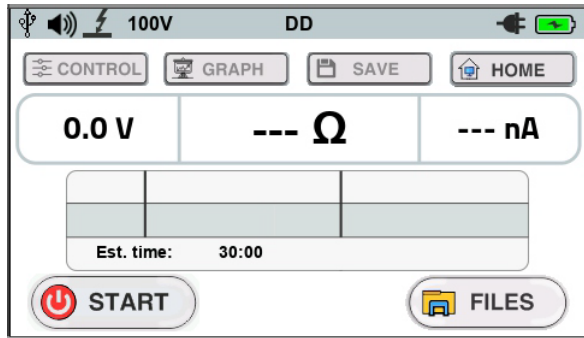 100V DD
CONTROL GRAPH SAVE HOME
0.0 V --- Ω --- nA
Est. time: 30:00
START FILES